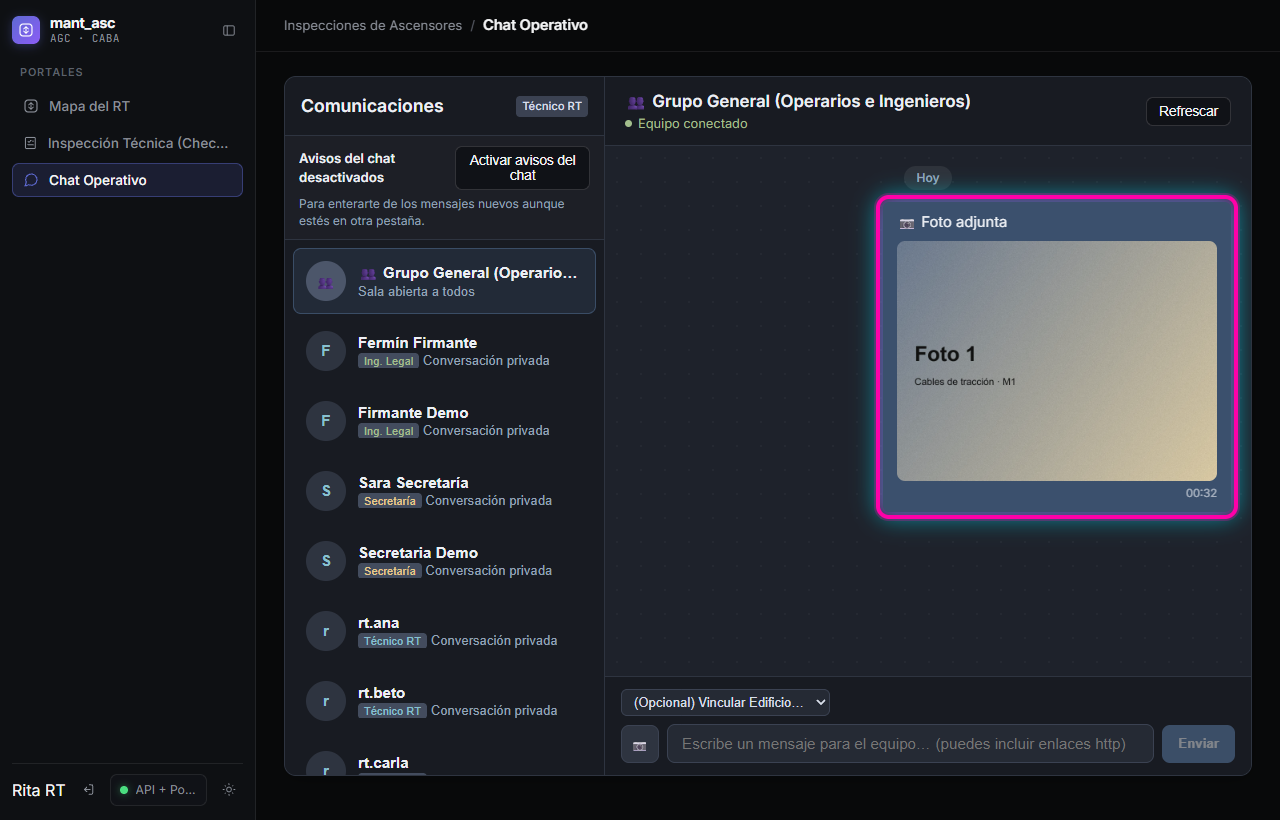 mant_asc
AGC · CABA
PORTALES
Mapa del RT
Inspección Técnica (Chec...
Chat Operativo
Rita RT
API + Po...
Inspecciones de Ascensores / Chat Operativo
Comunicaciones
Técnico RT
Avisos del chat desactivados
Activar avisos del chat
Para enterarte de los mensajes nuevos aunque
estés en otra pestaña.
Grupo General (Operario...
Sala abierta a todos
F
Fermín Firmante
Ing. Legal Conversación privada
F
Firmante Demo
Ing. Legal Conversación privada
S
Sara Secretaría
Secretaría Conversación privada
S
Secretaria Demo
Secretaría Conversación privada
r
rt.ana
Técnico RT Conversación privada
r
rt.beto
Técnico RT Conversación privada
r
rt.carla
Grupo General (Operarios e Ingenieros)
Equipo conectado
Refrescar
Hoy
Foto adjunta
Foto 1
Cables de tracción · M1
00:32
(Opcional) Vincular Edificio...
Escribe un mensaje para el equipo... (puedes incluir enlaces http)
Enviar